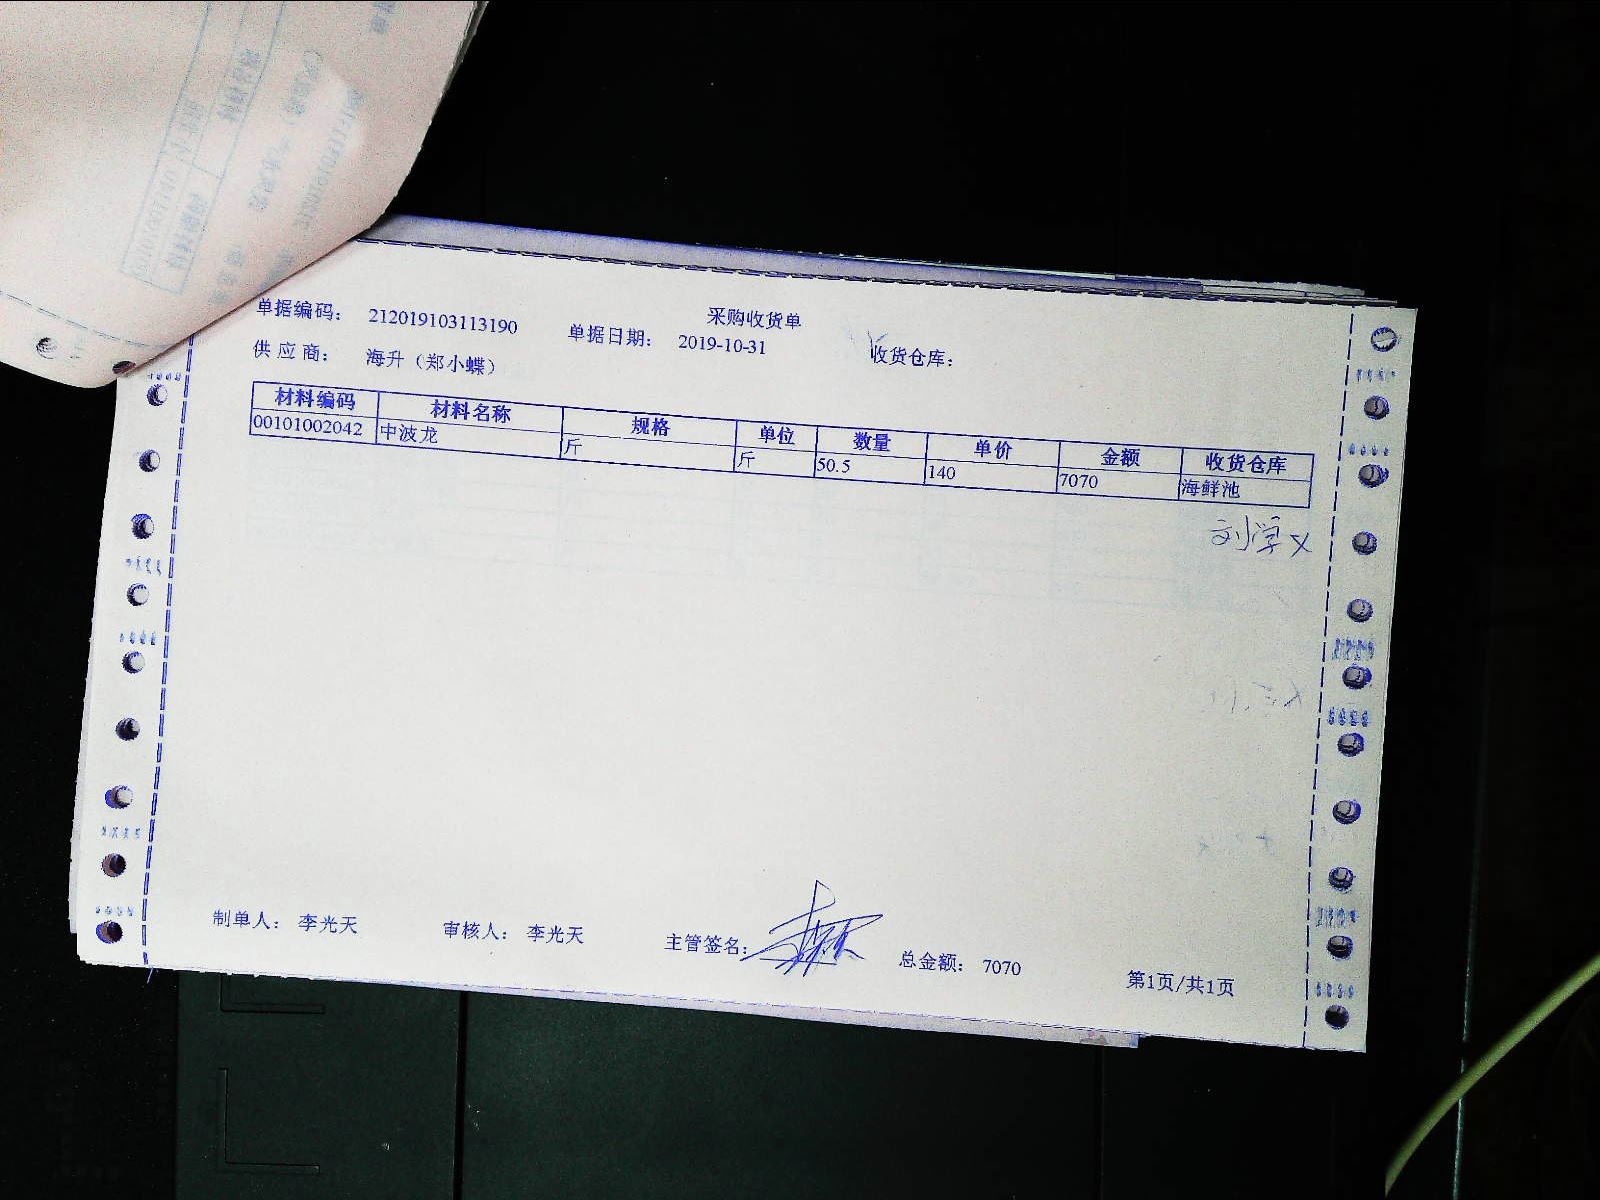 采购收货单
单据编码： 212019103113190 单据日期： 2019-10-31 收货仓库：
供 应 商： 海升（郑小蝶）
材料编码 材料名称 规格 单位 数量 单价 金额 收货仓库
00101002042 中波龙 斤 斤 50.5 140 7070 海鲜池
刘学义
制单人： 李光天 审核人： 李光天 主管签名： 总金额： 7070 第1页/共1页